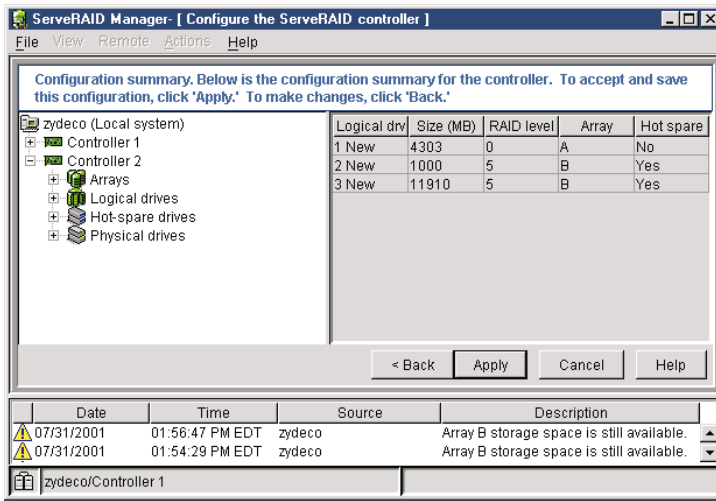 ServeRAID Manager- [ Configure the ServeRAID controller ]
File View Remote Actions Help
Configuration summary. Below is the configuration summary for the controller. To accept and save
this configuration, click 'Apply.' To make changes, click 'Back.'
zydeco (Local system)
Controller 1
Controller 2
Arrays
Logical drives
Hot-spare drives
Physical drives
Logical drv Size (MB) RAID level Array Hot spare
1 New 4303 0 A No
2 New 1000 5 B Yes
3 New 11910 5 B Yes
< Back Apply Cancel Help
Date Time Source Description
07/31/2001 01:56:47 PM EDT zydeco Array B storage space is still available.
07/31/2001 01:54:29 PM EDT zydeco Array B storage space is still available.
zydeco/Controller 1